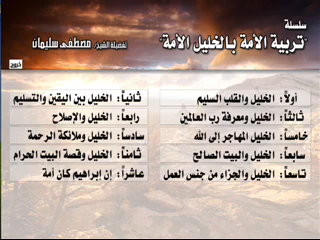 سلسلة
"تربية الأمة بالخليل الأمة"
لفضيلة الشيخ: مصطفى سليمان
خروج
أولاً: الخليل والقلب السليم
ثانياً: الخليل بين اليقين والتسليم
ثالثاً: الخليل ومعرفة رب العالمين
رابعاً: الخليل والإصلاح
خامساً: الخليل المهاجر إلى الله
سادساً: الخليل وملائكة الرحمة
سابعاً: الخليل والبيت الصالح
ثامناً: الخليل وقصة البيت الحرام
تاسعاً: الخليل والجزاء من جنس العمل
عاشراً: إن إبراهيم كان أمة